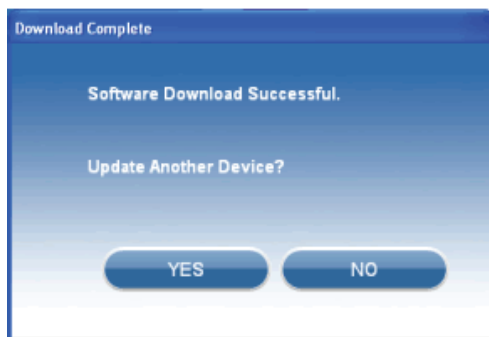 Download Complete
Software Download Successful.
Update Another Device?
YES
NO